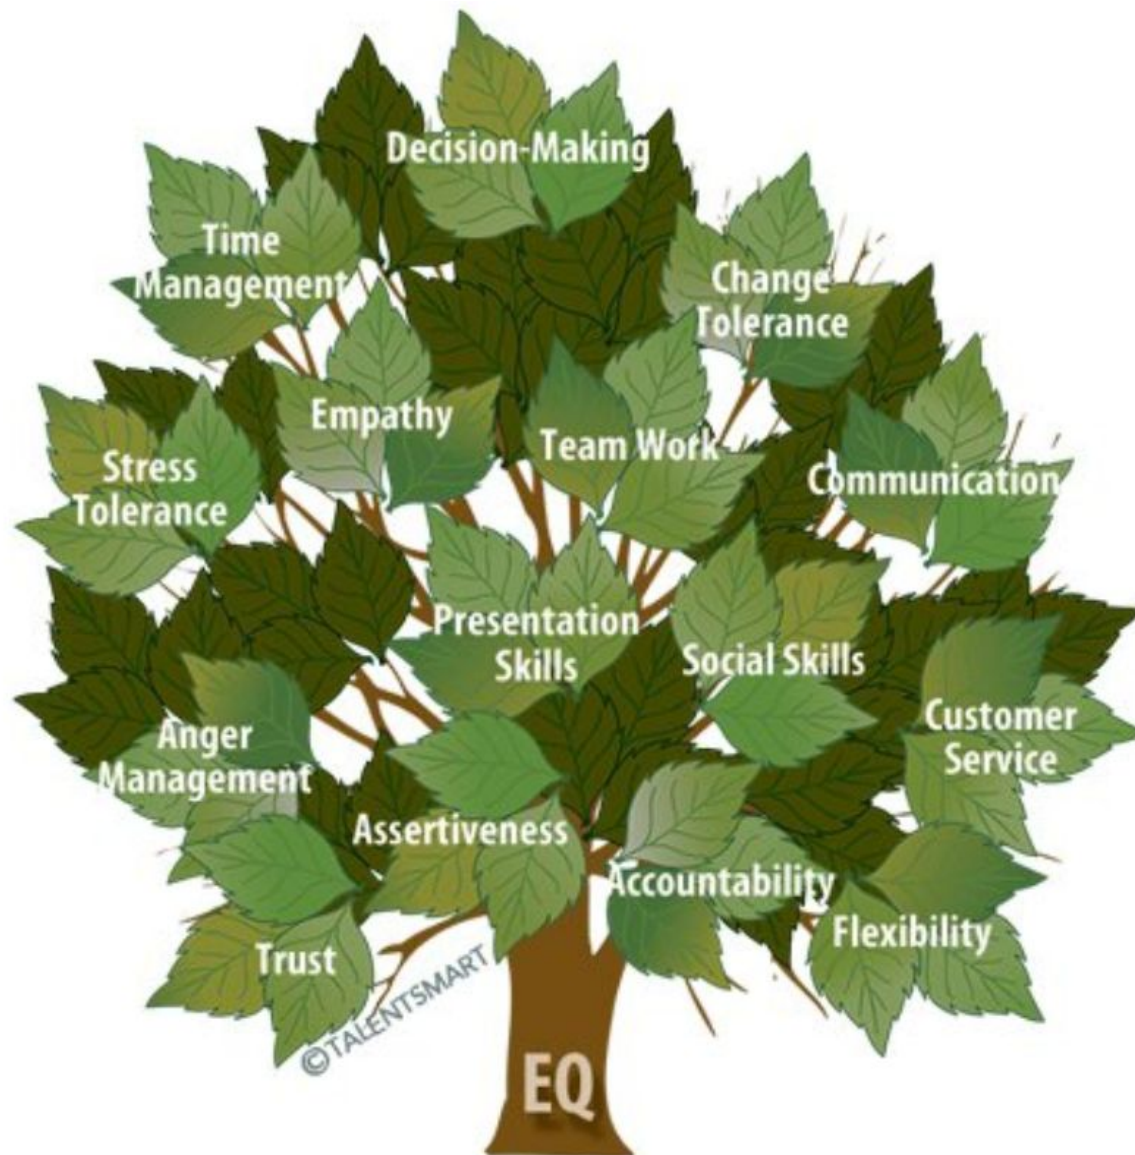 Decision-Making
Time
Management
Change
Tolerance
Empathy
Team Work
Stress
Tolerance
Communication
Presentation
Skills
Social Skills
Customer
Service
Anger
Management
Assertiveness
Accountability
Flexibility
Trust
©TALENTSMART
EQ